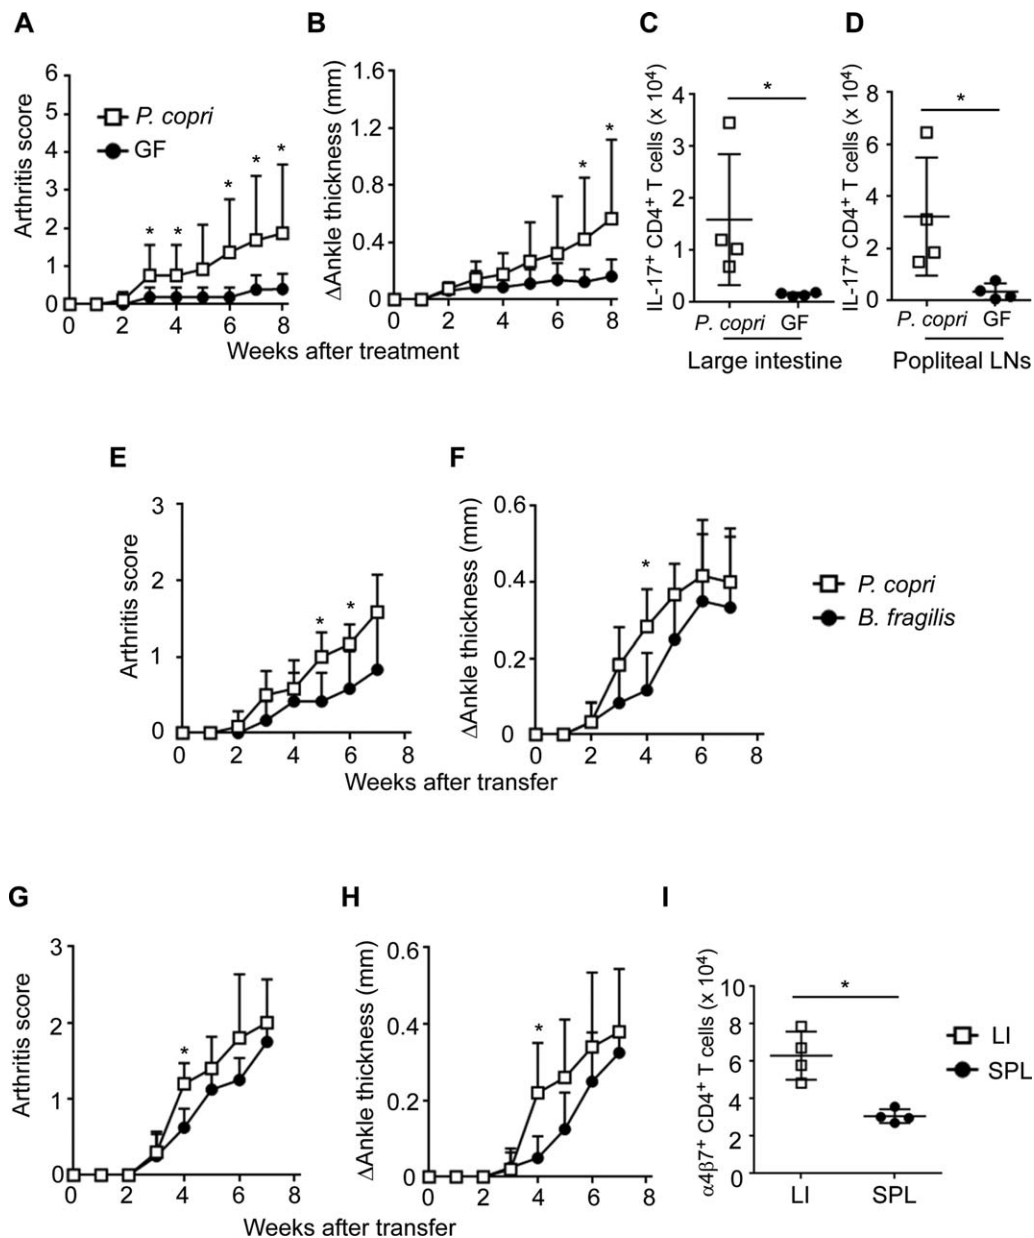 A
B
C
D
Arthritis score
6
5
4
3
2
1
0
P. copri
GF
* * * * *
0 2 4 6 8
ΔAnkle thickness (mm)
1.6
1.2
0.8
0.4
0
* *
0 2 4 6 8
Weeks after treatment
IL-17⁺ CD4⁺ T cells (x 10⁴)
4
3
2
1
0
*
P. copri GF
Large intestine
IL-17⁺ CD4⁺ T cells (x 10⁴)
10
8
6
4
2
0
*
P. copri GF
Popliteal LNs
E
F
Arthritis score
3
2
1
0
* *
0 2 4 6 8
ΔAnkle thickness (mm)
0.6
0.4
0.2
0
*
0 2 4 6 8
Weeks after transfer
P. copri
B. fragilis
G
H
I
Arthritis score
3
2
1
0
*
0 2 4 6 8
ΔAnkle thickness (mm)
0.6
0.4
0.2
0
*
0 2 4 6 8
Weeks after transfer
α4β7⁺ CD4⁺ T cells (x 10⁴)
10
8
6
4
2
0
*
LI SPL
LI
SPL